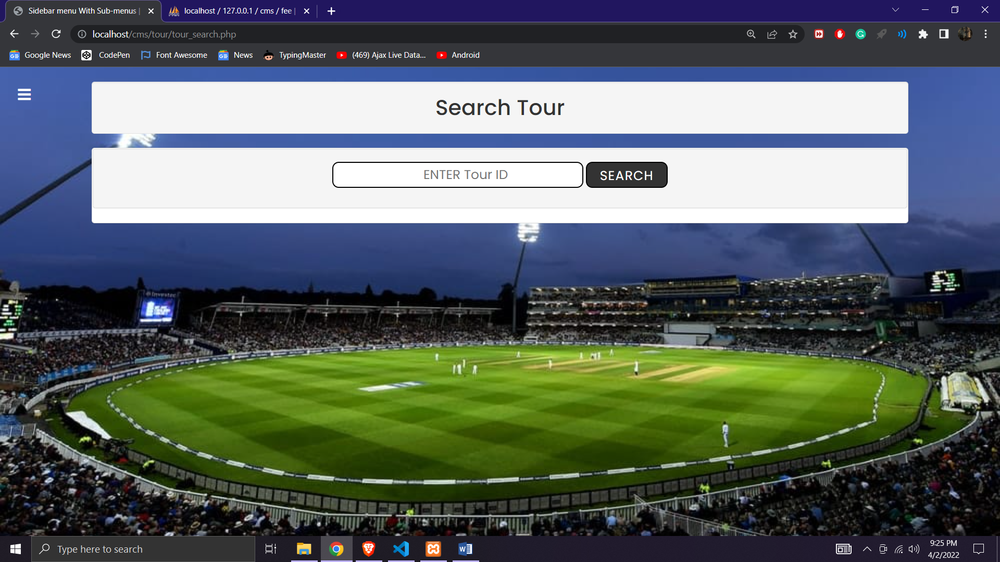 Sidebar menu With Sub-menus |
localhost / 127.0.0.1 / cms / fee |
localhost/cms/tour/tour_search.php
Google News
CodePen
Font Awesome
News
TypingMaster
(469) Ajax Live Data...
Android
Search Tour
ENTER Tour ID
SEARCH
Investec
Type here to search
9:25 PM
4/2/2022